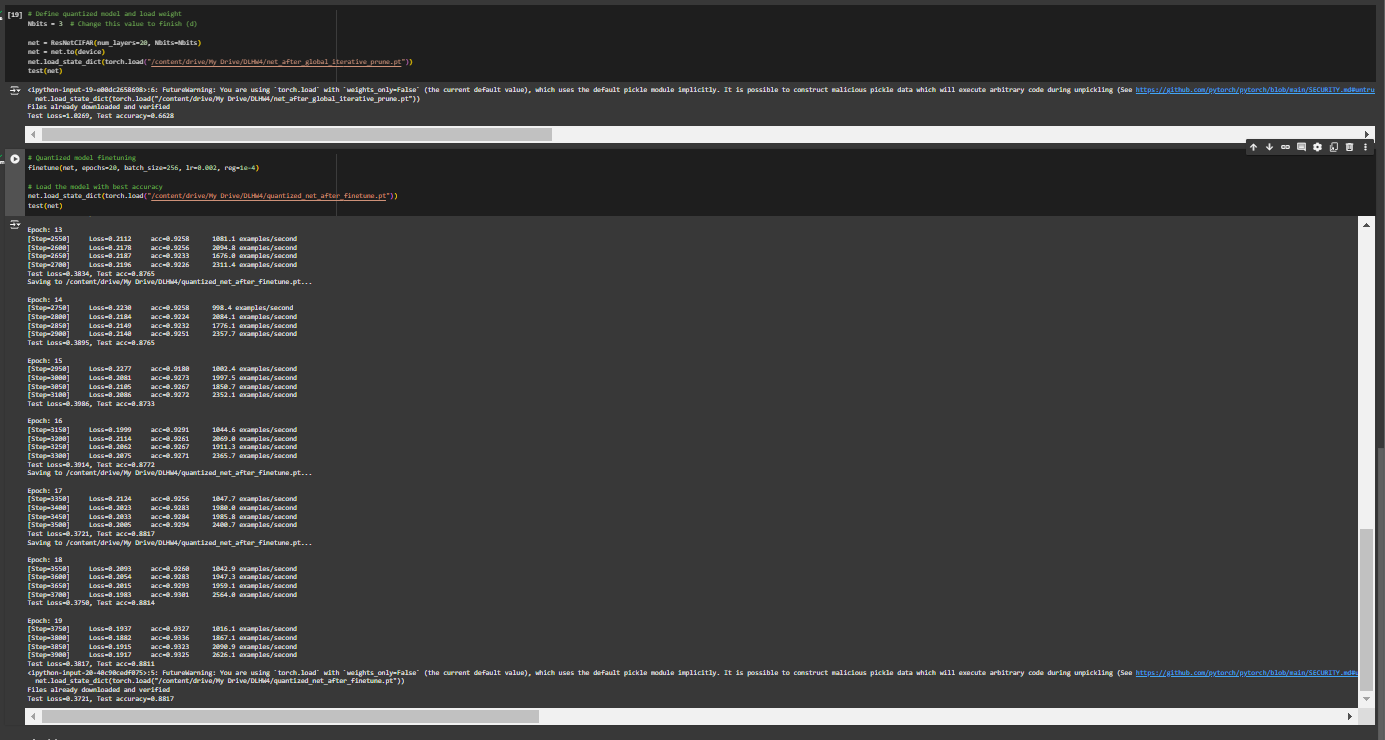 [19] # Define quantized model and load weight
Nbits = 3  # Change this value to finish (d)
net = ResNetCIFAR(num_layers=20, Nbits=Nbits)
net = net.to(device)
net.load_state_dict(torch.load("/content/drive/My Drive/DLHW4/net_after_global_iterative_prune.pt"))
test(net)
<ipython-input-19-e00dc2658698>:6: FutureWarning: You are using `torch.load` with `weights_only=False` (the current default value), which uses the default pickle module implicitly. It is possible to construct malicious pickle data which will execute arbitrary code during unpickling (See https://github.com/pytorch/pytorch/blob/main/SECURITY.md#untru
net.load_state_dict(torch.load("/content/drive/My Drive/DLHW4/net_after_global_iterative_prune.pt"))
Files already downloaded and verified
Test Loss=1.0269, Test accuracy=0.6628
# Quantized model finetuning
finetune(net, epochs=20, batch_size=256, lr=0.002, reg=1e-4)
# Load the model with best accuracy
net.load_state_dict(torch.load("/content/drive/My Drive/DLHW4/quantized_net_after_finetune.pt"))
test(net)
Epoch: 13
[Step=2550] Loss=0.2112 acc=0.9258 1081.1 examples/second
[Step=2600] Loss=0.2178 acc=0.9256 2094.8 examples/second
[Step=2650] Loss=0.2187 acc=0.9233 1676.0 examples/second
[Step=2700] Loss=0.2196 acc=0.9226 2311.4 examples/second
Test Loss=0.3834, Test acc=0.8765
Saving to /content/drive/My Drive/DLHW4/quantized_net_after_finetune.pt...
Epoch: 14
[Step=2750] Loss=0.2230 acc=0.9258 998.4 examples/second
[Step=2800] Loss=0.2184 acc=0.9224 2084.1 examples/second
[Step=2850] Loss=0.2149 acc=0.9232 1776.1 examples/second
[Step=2900] Loss=0.2140 acc=0.9251 2357.7 examples/second
Test Loss=0.3895, Test acc=0.8765
Epoch: 15
[Step=2950] Loss=0.2277 acc=0.9180 1002.4 examples/second
[Step=3000] Loss=0.2081 acc=0.9273 1997.5 examples/second
[Step=3050] Loss=0.2105 acc=0.9267 1850.7 examples/second
[Step=3100] Loss=0.2086 acc=0.9272 2352.1 examples/second
Test Loss=0.3986, Test acc=0.8733
Epoch: 16
[Step=3150] Loss=0.1999 acc=0.9291 1044.6 examples/second
[Step=3200] Loss=0.2114 acc=0.9261 2069.0 examples/second
[Step=3250] Loss=0.2062 acc=0.9267 1911.3 examples/second
[Step=3300] Loss=0.2075 acc=0.9271 2365.7 examples/second
Test Loss=0.3914, Test acc=0.8772
Saving to /content/drive/My Drive/DLHW4/quantized_net_after_finetune.pt...
Epoch: 17
[Step=3350] Loss=0.2124 acc=0.9256 1047.7 examples/second
[Step=3400] Loss=0.2023 acc=0.9283 1980.0 examples/second
[Step=3450] Loss=0.2033 acc=0.9284 1985.8 examples/second
[Step=3500] Loss=0.2005 acc=0.9294 2400.7 examples/second
Test Loss=0.3721, Test acc=0.8817
Saving to /content/drive/My Drive/DLHW4/quantized_net_after_finetune.pt...
Epoch: 18
[Step=3550] Loss=0.2093 acc=0.9260 1042.9 examples/second
[Step=3600] Loss=0.2054 acc=0.9283 1947.3 examples/second
[Step=3650] Loss=0.2015 acc=0.9293 1959.1 examples/second
[Step=3700] Loss=0.1983 acc=0.9301 2564.0 examples/second
Test Loss=0.3750, Test acc=0.8814
Epoch: 19
[Step=3750] Loss=0.1937 acc=0.9327 1016.1 examples/second
[Step=3800] Loss=0.1882 acc=0.9336 1867.1 examples/second
[Step=3850] Loss=0.1915 acc=0.9323 2090.9 examples/second
[Step=3900] Loss=0.1917 acc=0.9325 2626.1 examples/second
Test Loss=0.3817, Test acc=0.8811
<ipython-input-20-40c90cedf075>:5: FutureWarning: You are using `torch.load` with `weights_only=False` (the current default value), which uses the default pickle module implicitly. It is possible to construct malicious pickle data which will execute arbitrary code during unpickling (See https://github.com/pytorch/pytorch/blob/main/SECURITY.md#u
net.load_state_dict(torch.load("/content/drive/My Drive/DLHW4/quantized_net_after_finetune.pt"))
Files already downloaded and verified
Test Loss=0.3721, Test accuracy=0.8817